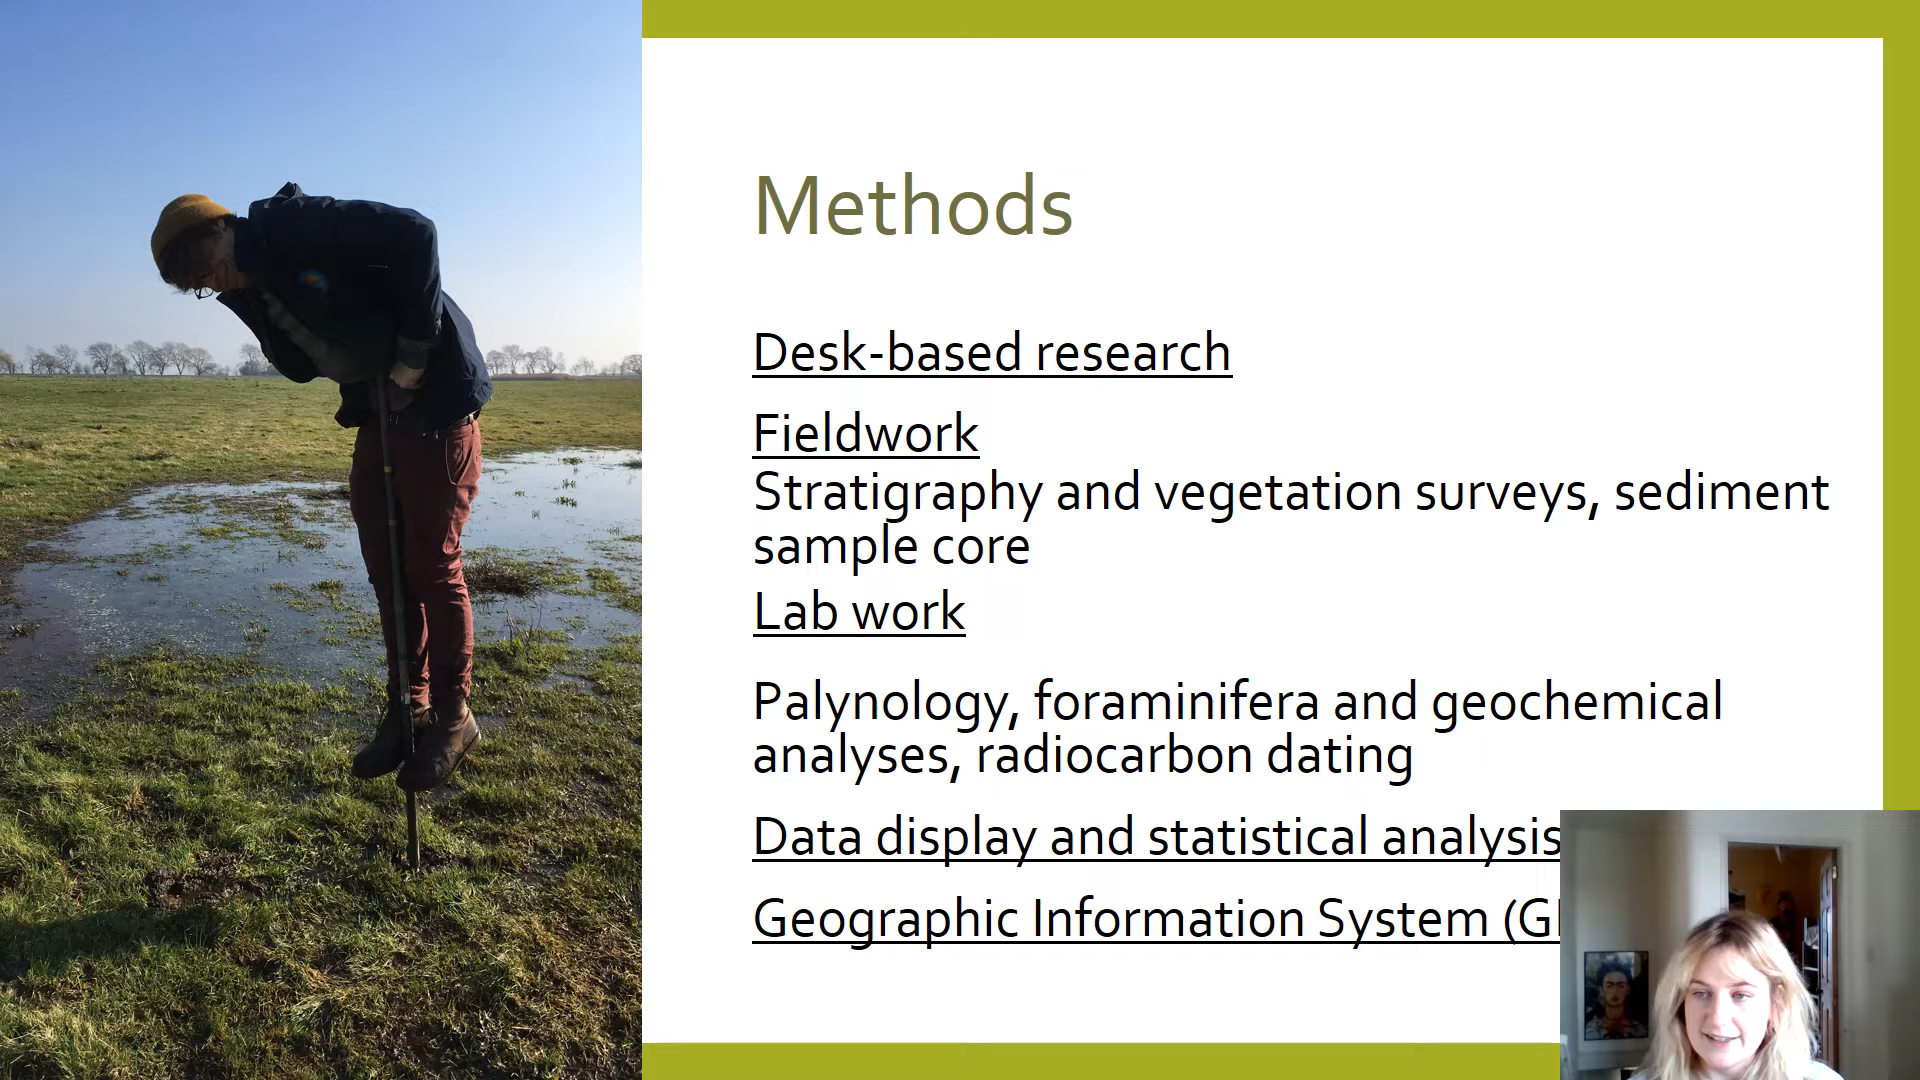 Methods
Desk-based research
Fieldwork
Stratigraphy and vegetation surveys, sediment
sample core
Lab work
Palynology, foraminifera and geochemical
analyses, radiocarbon dating
Data display and statistical analysis
Geographic Information System